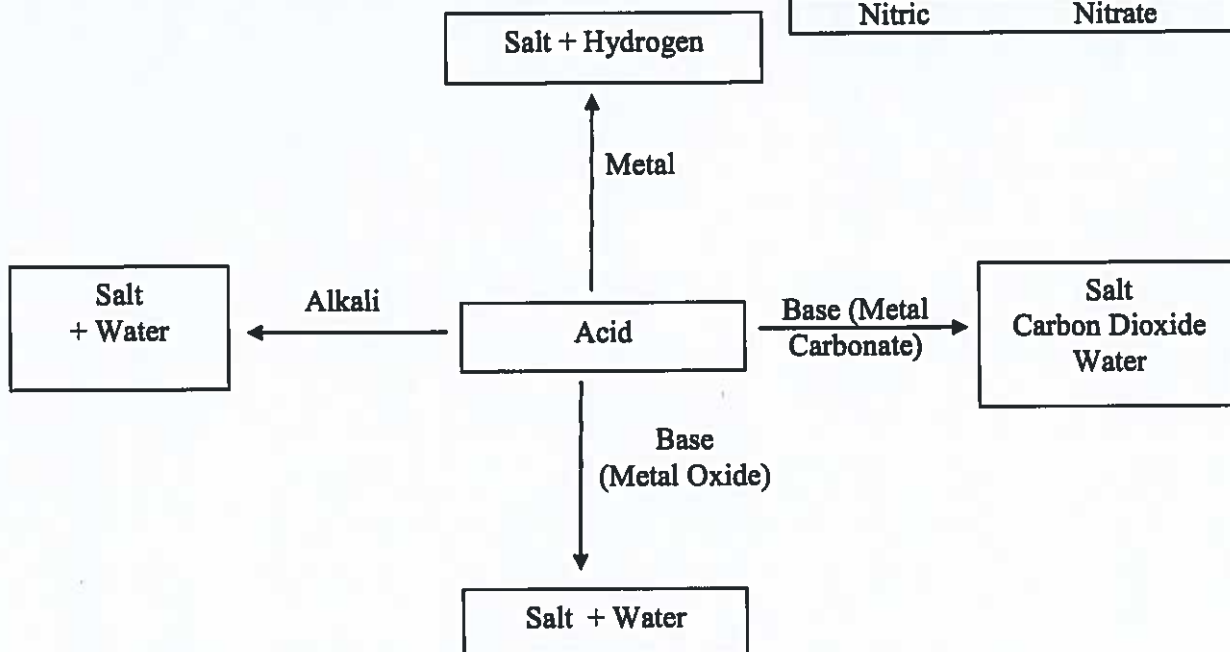 Nitric Nitrate
Salt + Hydrogen
Metal
Salt
+ Water
Alkali
Acid
Base (Metal
Carbonate)
Salt
Carbon Dioxide
Water
Base
(Metal Oxide)
Salt + Water